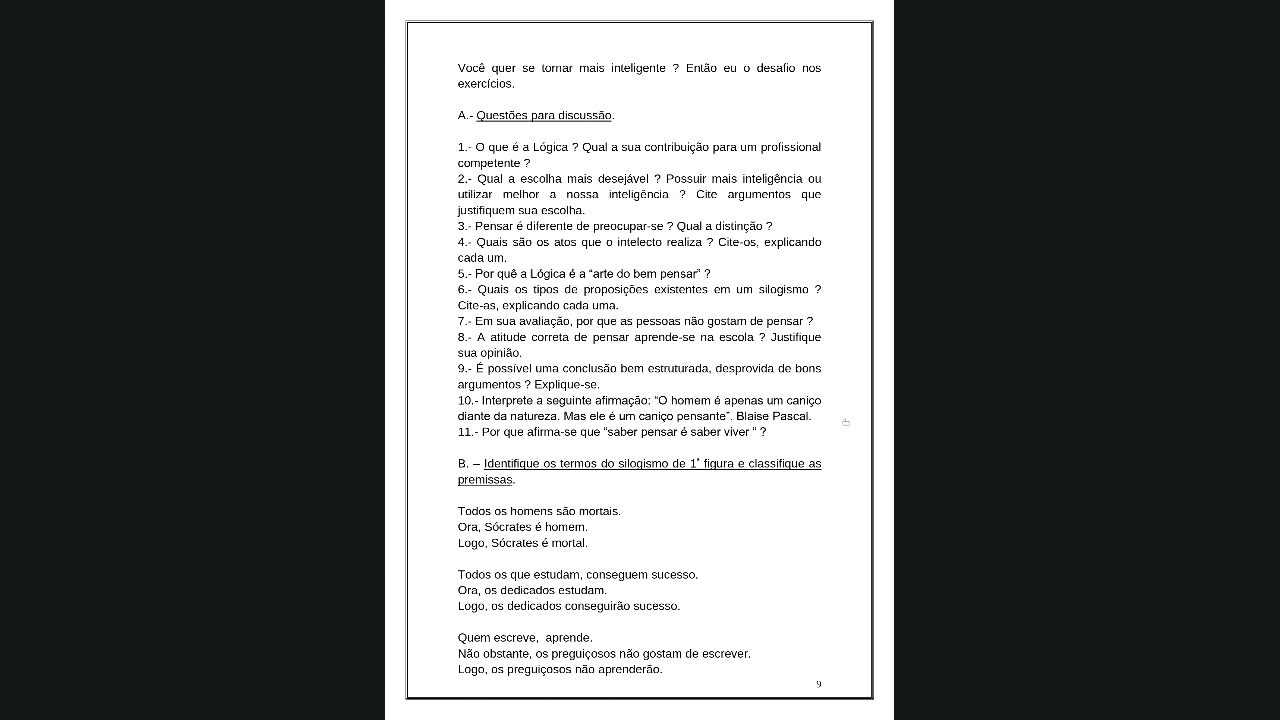 Você quer se tornar mais inteligente ? Então eu o desafio nos
exercícios.
A.- Questões para discussão.
1.- O que é a Lógica ? Qual a sua contribuição para um profissional
competente ?
2.- Qual a escolha mais desejável ? Possuir mais inteligência ou
utilizar melhor a nossa inteligência ? Cite argumentos que
justifiquem sua escolha.
3.- Pensar é diferente de preocupar-se ? Qual a distinção ?
4.- Quais são os atos que o intelecto realiza ? Cite-os, explicando
cada um.
5.- Por quê a Lógica é a “arte do bem pensar” ?
6.- Quais os tipos de proposições existentes em um silogismo ?
Cite-as, explicando cada uma.
7.- Em sua avaliação, por que as pessoas não gostam de pensar ?
8.- A atitude correta de pensar aprende-se na escola ? Justifique
sua opinião.
9.- É possível uma conclusão bem estruturada, desprovida de bons
argumentos ? Explique-se.
10.- Interprete a seguinte afirmação: “O homem é apenas um caniço
diante da natureza. Mas ele é um caniço pensante”. Blaise Pascal.
11.- Por que afirma-se que “saber pensar é saber viver “ ?
B. – Identifique os termos do silogismo de 1ª figura e classifique as
premissas.
Todos os homens são mortais.
Ora, Sócrates é homem.
Logo, Sócrates é mortal.
Todos os que estudam, conseguem sucesso.
Ora, os dedicados estudam.
Logo, os dedicados conseguirão sucesso.
Quem escreve,  aprende.
Não obstante, os preguiçosos não gostam de escrever.
Logo, os preguiçosos não aprenderão.
9